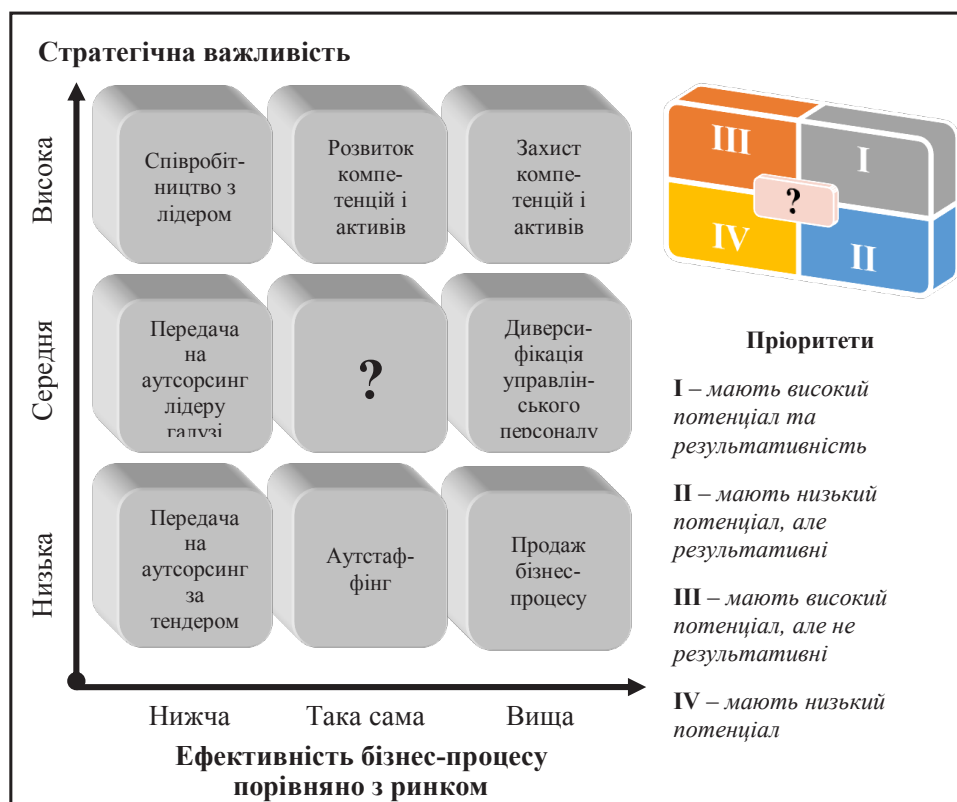 Стратегічна важливість
Висока
Співробіт-
ництво з
лідером
Розвиток
компе-
тенцій і
активів
Захист
компе-
тенцій і
активів
Середня
Передача
на
аутсорсинг
лідеру
галузі
?
Диверси-
фікація
управлін-
ського
персоналу
Низька
Передача
на
аутсорсинг
за
тендером
Аутстаф-
фінг
Продаж
бізнес-
процесу
Нижча
Така сама
Вища
Ефективність бізнес-процесу
порівняно з ринком
III
I
?
IV
II
Пріоритети
I – мають високий
потенціал та
результативність
II – мають низький
потенціал, але
результативні
III – мають високий
потенціал, але не
результативні
IV – мають низький
потенціал